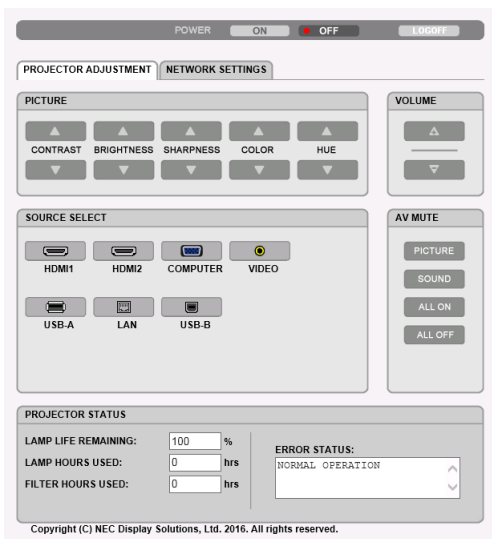 POWER ON OFF LOGOFF
PROJECTOR ADJUSTMENT NETWORK SETTINGS
PICTURE
CONTRAST BRIGHTNESS SHARPNESS COLOR HUE
VOLUME
SOURCE SELECT
HDMI1 HDMI2 COMPUTER VIDEO
USB-A LAN USB-B
AV MUTE
PICTURE
SOUND
ALL ON
ALL OFF
PROJECTOR STATUS
LAMP LIFE REMAINING: 100 %
LAMP HOURS USED: 0 hrs
FILTER HOURS USED: 0 hrs
ERROR STATUS:
NORMAL OPERATION
Copyright (C) NEC Display Solutions, Ltd. 2016. All rights reserved.